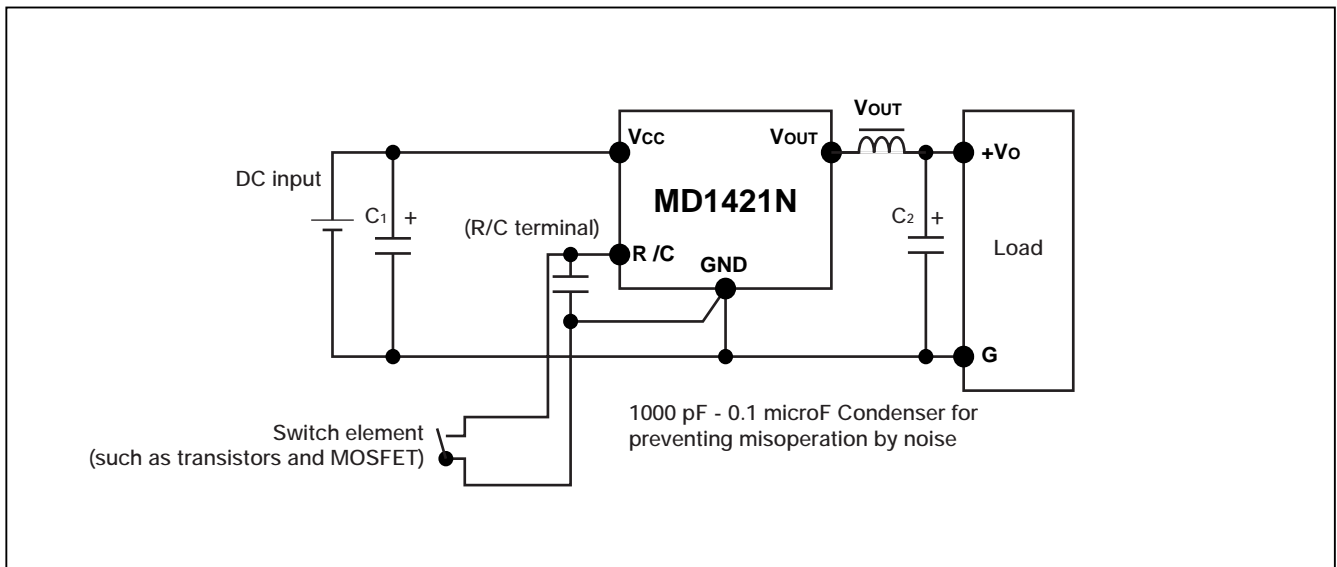 VOUT
VCC
VOUT
+VO
DC input
MD1421N
C1 +
(R/C terminal)
C2 +
R /C
Load
GND
G
1000 pF - 0.1 microF Condenser for
preventing misoperation by noise
Switch element
(such as transistors and MOSFET)